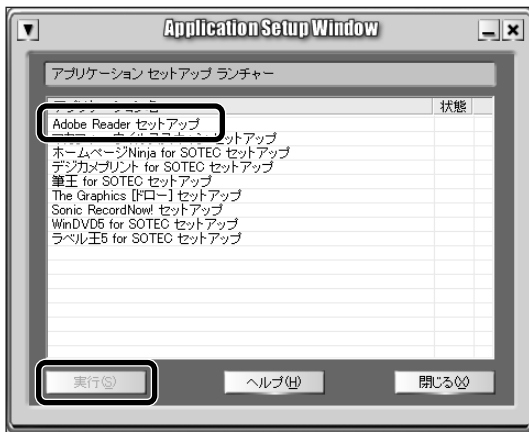 Application Setup Window
アプリケーション セットアップ ランチャー
状態
Adobe Reader セットアップ
セットアップ
ホームページNinja for SOTEC セットアップ
デジカメプリント for SOTEC セットアップ
筆王 for SOTEC セットアップ
The Graphics [ドロー] セットアップ
Sonic RecordNow! セットアップ
WinDVD5 for SOTEC セットアップ
ラベル王5 for SOTEC セットアップ
実行(S)
ヘルプ(H)
閉じる(X)